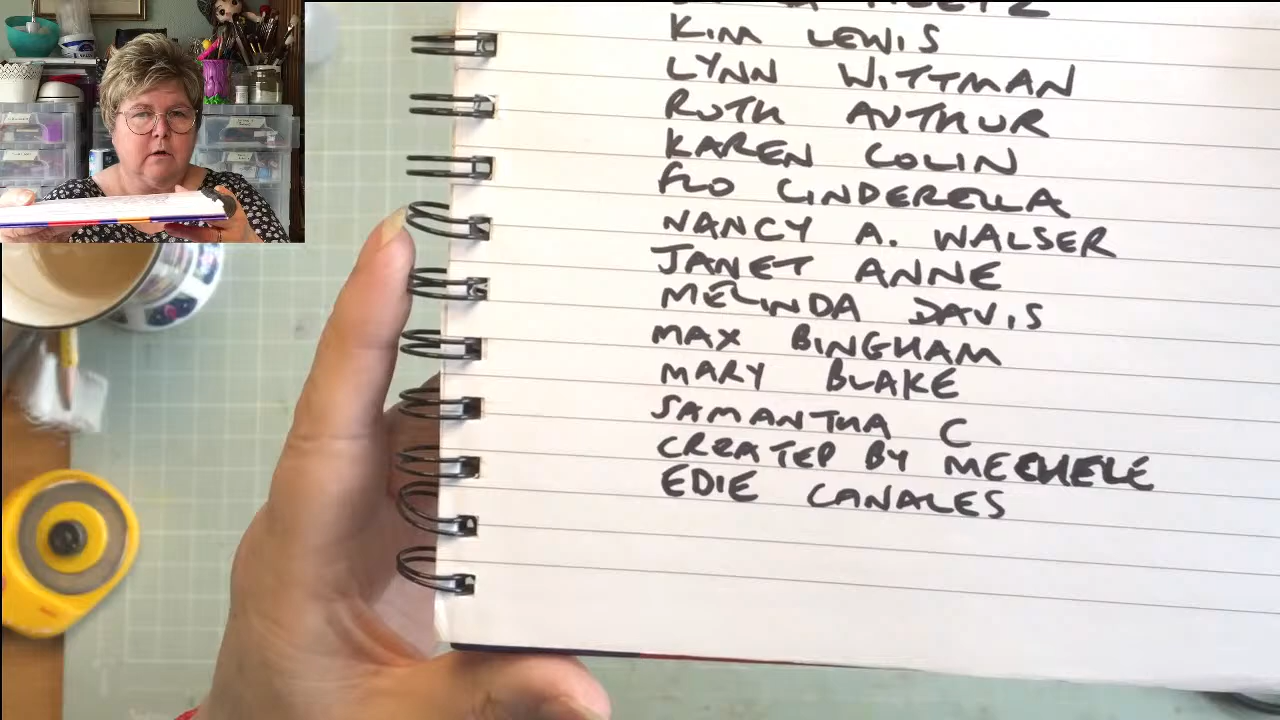 KIM LEWIS
LYNN WITTMAN
RUTH AUTHUR
KAREN COLIN
FLO CINDERELLA
NANCY A. WALSER
JANET ANNE
MELINDA DAVIS
MAX BINGHAM
MARY BLAKE
SAMANTHA C
CREATED BY MECHELE
EDIE CANALES